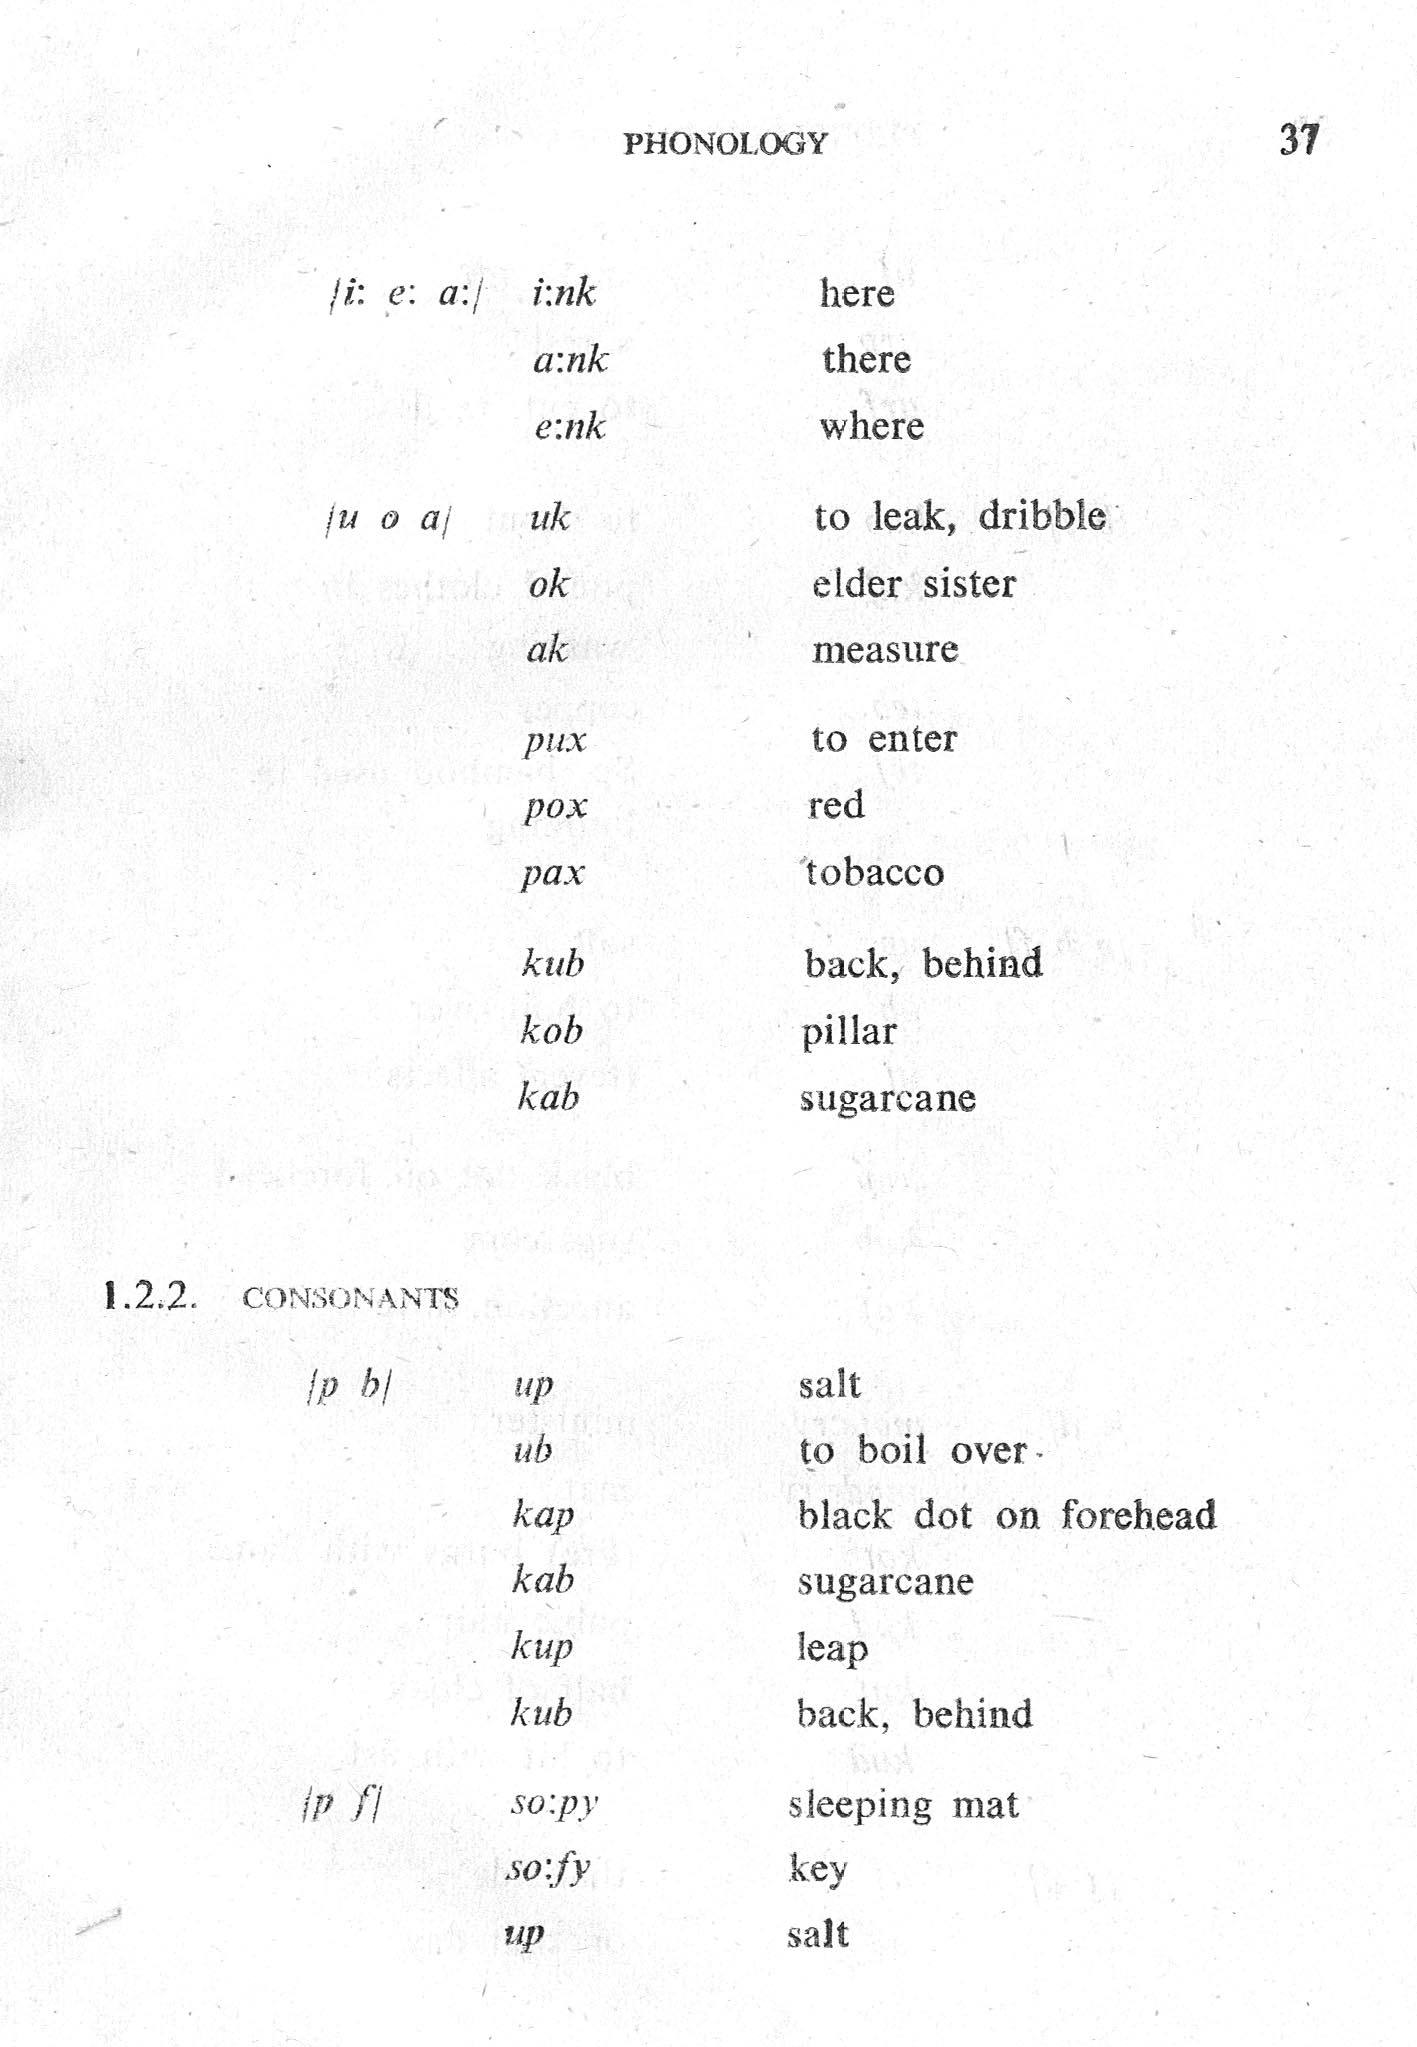 PHONOLOGY 37
/i: e: a:/ i:nk here
a:nk there
e:nk where
/u o a/ uk to leak, dribble
ok elder sister
ak measure
pux to enter
pox red
pax tobacco
kub back, behind
kob pillar
kab sugarcane
1.2.2. CONSONANTS
/p b/ up salt
ub to boil over
kap black dot on forehead
kab sugarcane
kup leap
kub back, behind
/p f/ so:py sleeping mat
so:fy key
up salt